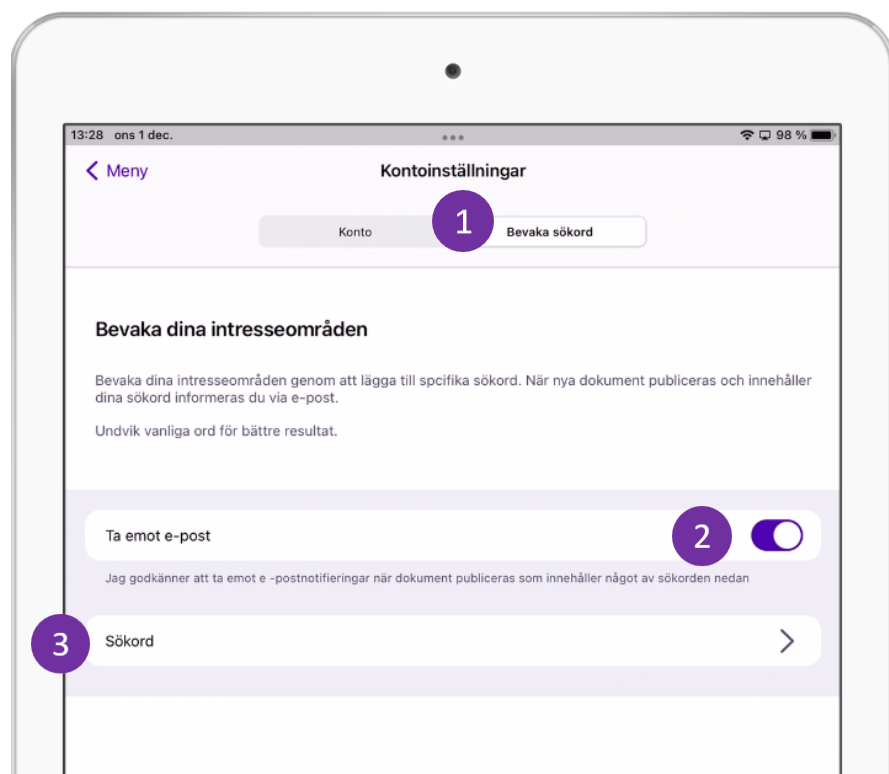 13:28 ons 1 dec.
98 %
Meny
Kontoinställningar
Konto
1
Bevaka sökord
Bevaka dina intresseområden
Bevaka dina intresseområden genom att lägga till spcifika sökord. När nya dokument publiceras och innehåller
dina sökord informeras du via e-post.
Undvik vanliga ord för bättre resultat.
Ta emot e-post
2
Jag godkänner att ta emot e -postnotifieringar när dokument publiceras som innehåller något av sökorden nedan
3
Sökord